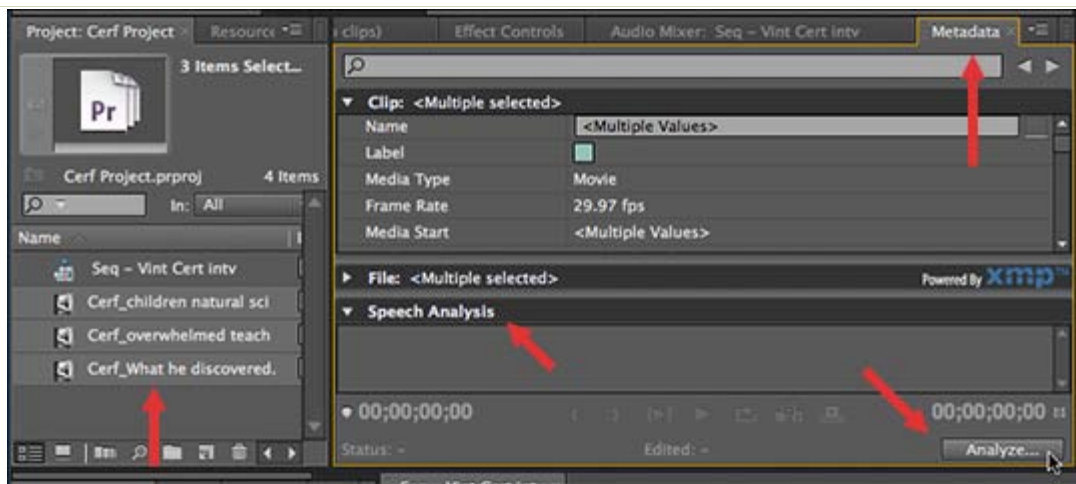 Project: Cerf Project
Resource
3 Items Select...
Pr
Cerf Project.prproj
4 Items
In: All
Name
Seq – Vint Cert intv
Cerf_children natural sci
Cerf_overwhelmed teach
Cerf_What he discovered.
clips)
Effect Controls
Audio Mixer: Seq – Vint Cert intv
Metadata
Clip: <Multiple selected>
Name
<Multiple Values>
Label
Media Type
Movie
Frame Rate
29.97 fps
Media Start
<Multiple Values>
File: <Multiple selected>
Powered By xmp™
Speech Analysis
00;00;00;00
00;00;00;00
Status: –
Edited: –
Analyze...